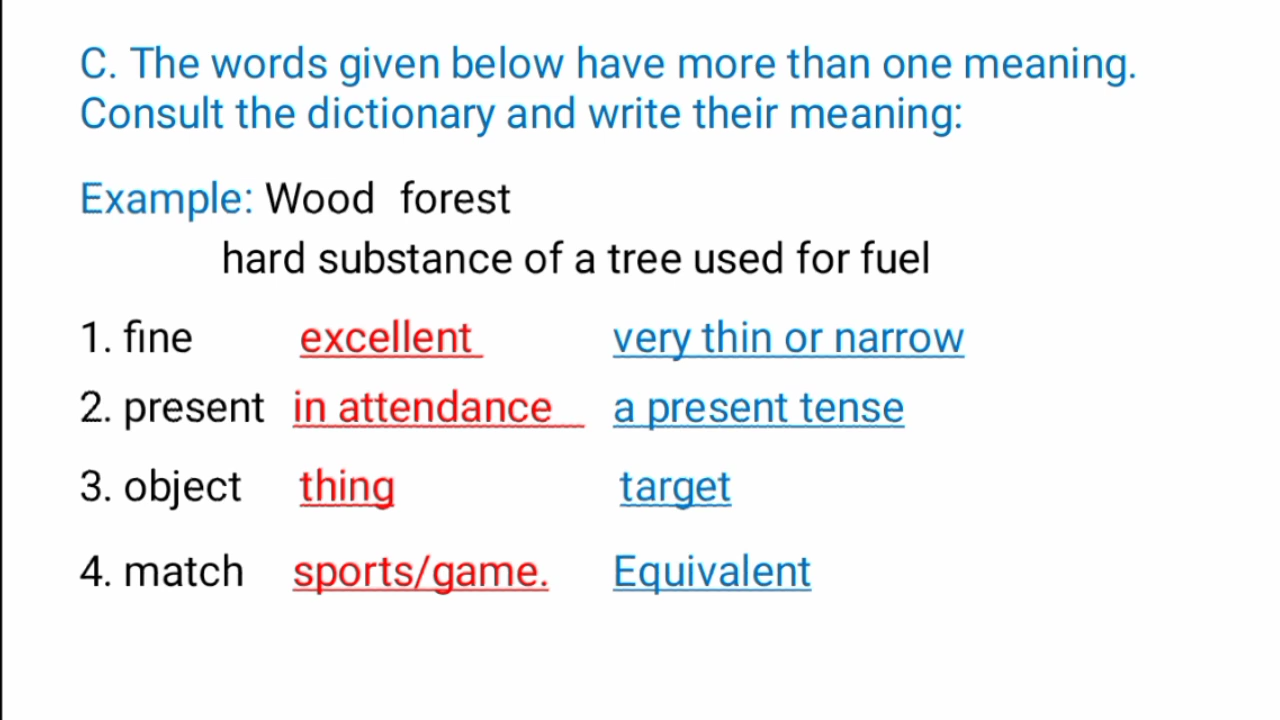 C. The words given below have more than one meaning.
Consult the dictionary and write their meaning:
Example: Wood forest
hard substance of a tree used for fuel
1. fine excellent very thin or narrow
2. present in attendance a present tense
3. object thing target
4. match sports/game. Equivalent